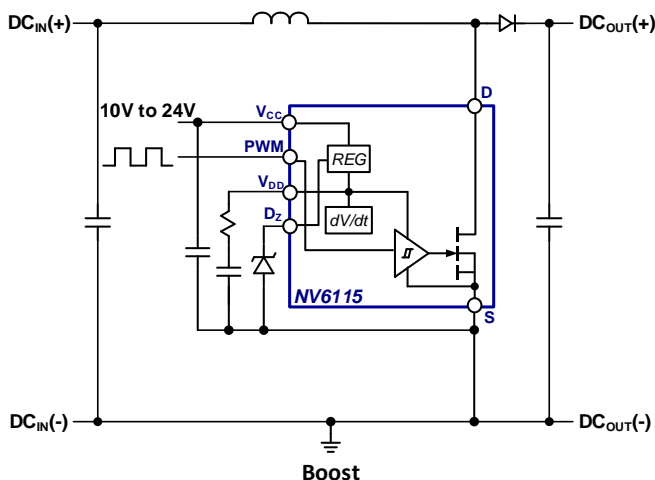 DC_IN(+)
DC_OUT(+)
D
10V to 24V
V_CC
PWM
REG
V_DD
dV/dt
D_Z
NV6115
S
DC_IN(-)
DC_OUT(-)
Boost